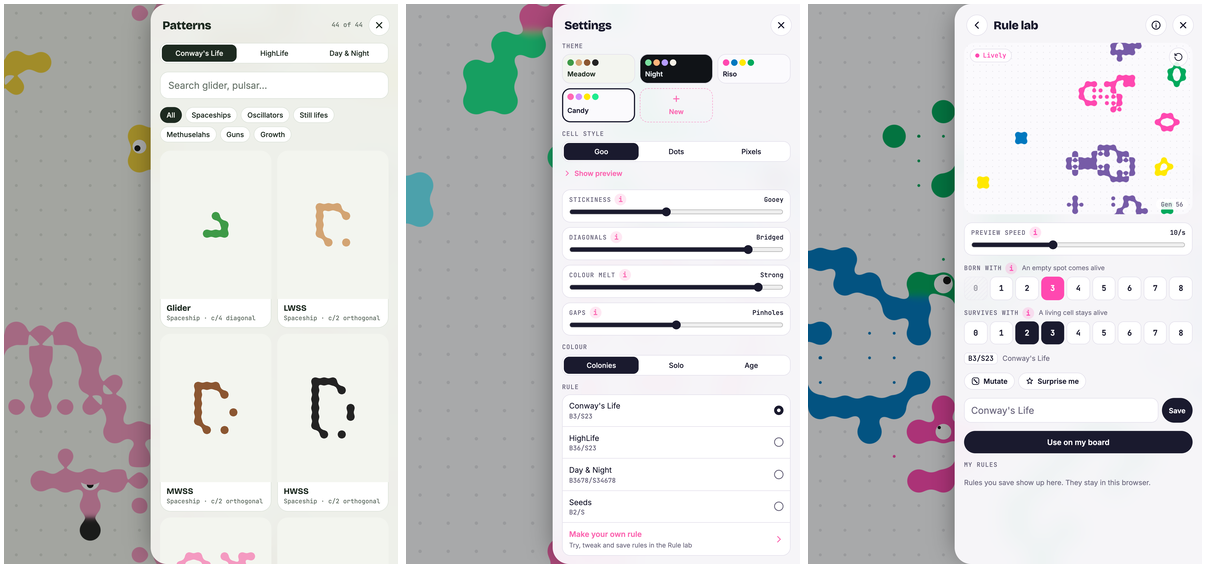 Patterns
44 of 44
Conway's Life
HighLife
Day & Night
Search glider, pulsar...
All
Spaceships
Oscillators
Still lifes
Methuselahs
Guns
Growth
Glider
Spaceship · c/4 diagonal
LWSS
Spaceship · c/2 orthogonal
MWSS
Spaceship · c/2 orthogonal
HWSS
Spaceship · c/2 orthogonal
Settings
THEME
Meadow
Night
Riso
Candy
New
CELL STYLE
Goo
Dots
Pixels
Show preview
STICKINESS i Gooey
DIAGONALS i Bridged
COLOUR MELT i Strong
GAPS i Pinholes
COLOUR
Colonies
Solo
Age
RULE
Conway's Life
B3/S23
HighLife
B36/S23
Day & Night
B3678/S34678
Seeds
B2/S
Make your own rule
Try, tweak and save rules in the Rule lab
Rule lab
Lively
Gen 56
PREVIEW SPEED i 10/s
BORN WITH i An empty spot comes alive
0 1 2 3 4 5 6 7 8
SURVIVES WITH i A living cell stays alive
0 1 2 3 4 5 6 7 8
B3/S23 Conway's Life
Mutate
Surprise me
Conway's Life
Save
Use on my board
MY RULES
Rules you save show up here. They stay in this browser.